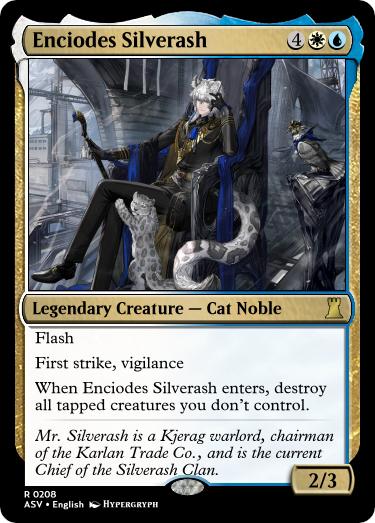 Enciodes Silverash 4
Legendary Creature — Cat Noble
Flash
First strike, vigilance
When Enciodes Silverash enters, destroy
all tapped creatures you don't control.
Mr. Silverash is a Kjerag warlord, chairman
of the Karlan Trade Co., and is the current
Chief of the Silverash Clan.
2/3
R 0208
ASV • English HYPERGRYPH